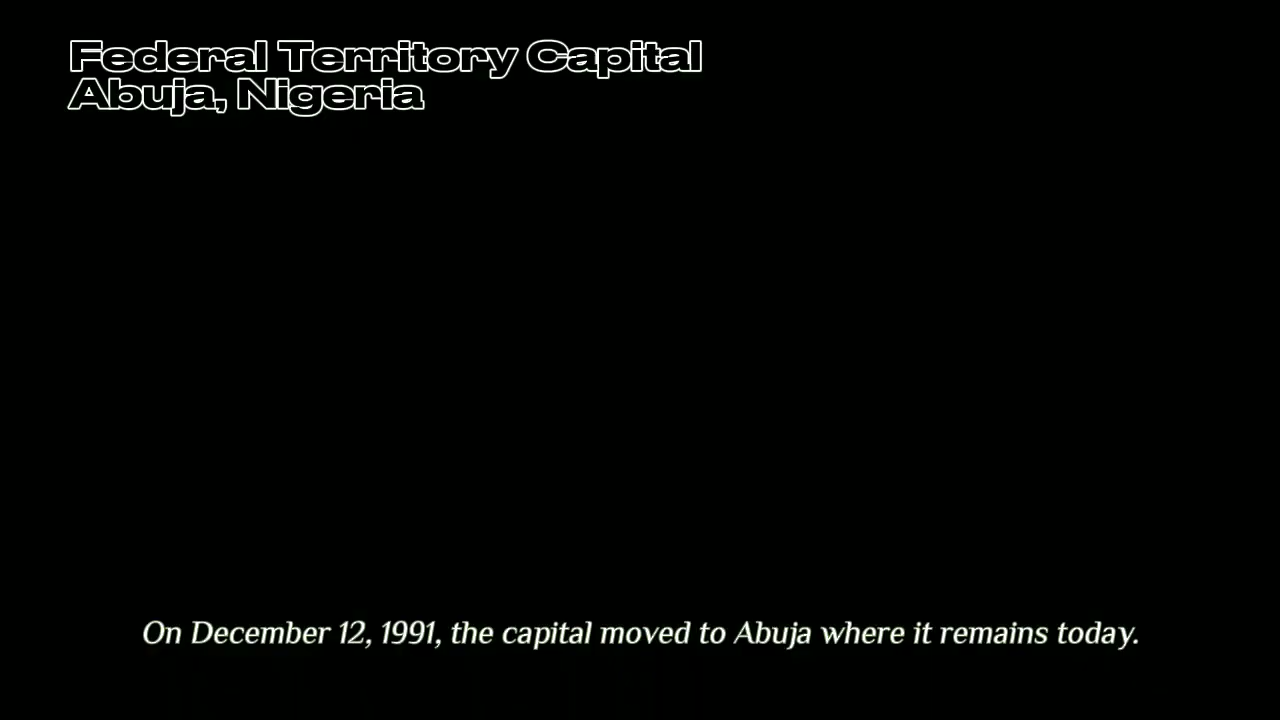 Federal Territory Capital
Abuja, Nigeria
On December 12, 1991, the capital moved to Abuja where it remains today.